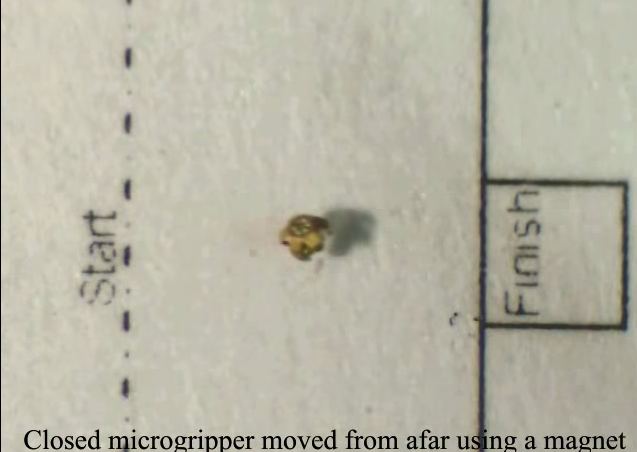 Start
Finish
Closed microgripper moved from afar using a magnet